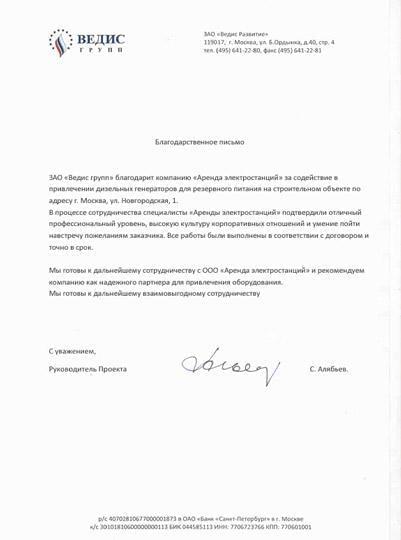 ВЕДИС
ГРУПП
ЗАО «Ведис Развитие»
119017, г. Москва, ул. Б.Ордынка, д.40, стр. 4
тел. (495) 641-22-80, факс (495) 641-22-81
Благодарственное письмо
ЗАО «Ведис групп» благодарит компанию «Аренда электростанций» за содействие в
привлечении дизельных генераторов для резервного питания на строительном объекте по
адресу г. Москва, ул. Новгородская, 1.
В процессе сотрудничества специалисты «Аренды электростанций» подтвердили отличный
профессиональный уровень, высокую культуру корпоративных отношений и умение пойти
навстречу пожеланиям заказчика. Все работы были выполнены в соответствии с договором и
точно в срок.
Мы готовы к дальнейшему сотрудничеству с ООО «Аренда электростанций» и рекомендуем
компанию как надежного партнера для привлечения оборудования.
Мы готовы к дальнейшему взаимовыгодному сотрудничеству
С уважением,
Руководитель Проекта С. Алябьев.
р/с 40702810677000001873 в ОАО «Банк «Санкт-Петербург» в г. Москве
к/с 30101810600000000113 БИК 044585113 ИНН: 7706723766 КПП: 770601001